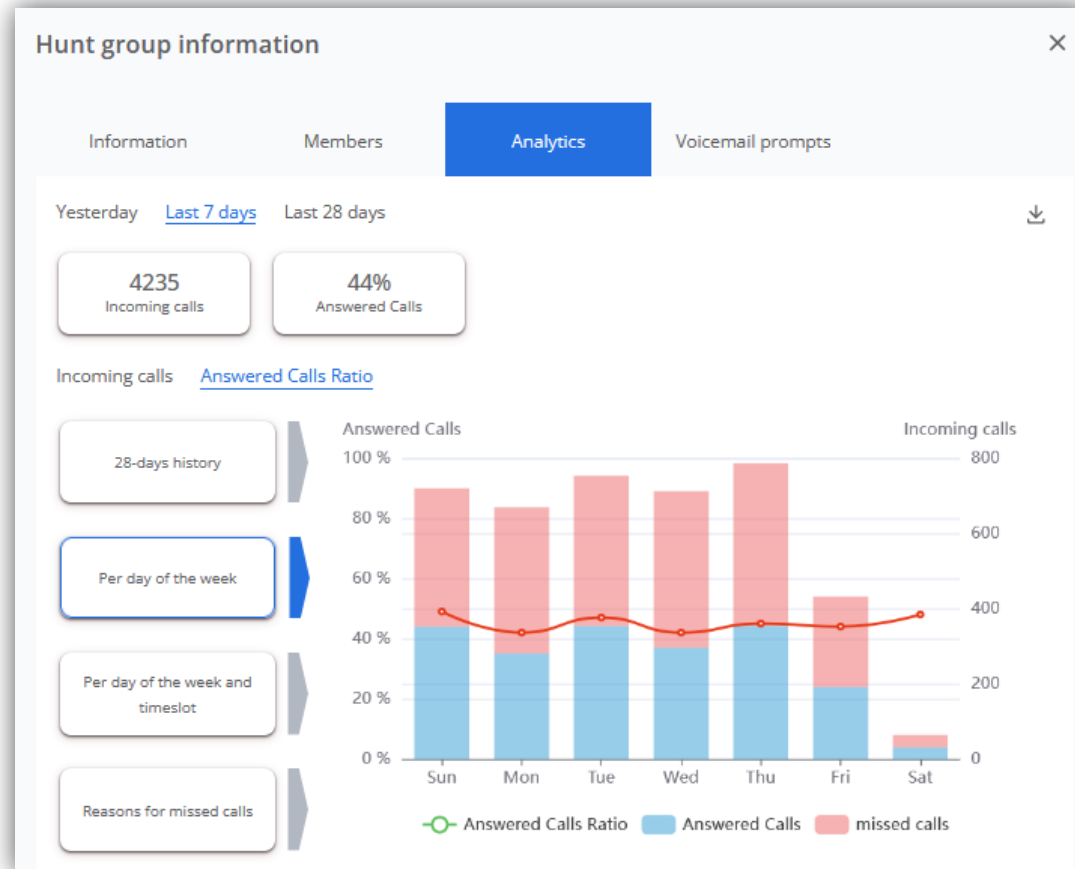 Hunt group information
Information Members Analytics Voicemail prompts
Yesterday Last 7 days Last 28 days
4235
Incoming calls
44%
Answered Calls
Incoming calls Answered Calls Ratio
28-days history
Per day of the week
Per day of the week and
timeslot
Reasons for missed calls
Answered Calls Incoming calls
100 % 800
80 %
600
60 %
400
40 %
200
20 %
0 % 0
Sun Mon Tue Wed Thu Fri Sat
Answered Calls Ratio Answered Calls missed calls